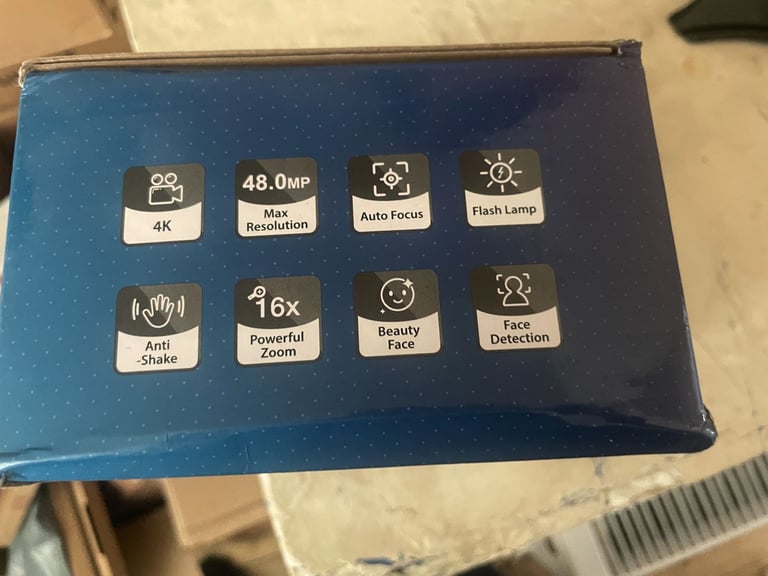 4K
48.0MP
Max
Resolution
Auto Focus
Flash Lamp
Anti
-Shake
16x
Powerful
Zoom
Beauty
Face
Face
Detection